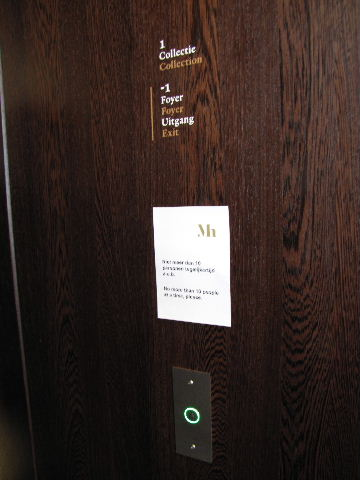 1
Collectie
Collection
-1
Foyer
Foyer
Uitgang
Exit
Mh
Niet meer dan 10
personen tegelijkertijd
a.u.b.
No more than 10 people
at a time, please.